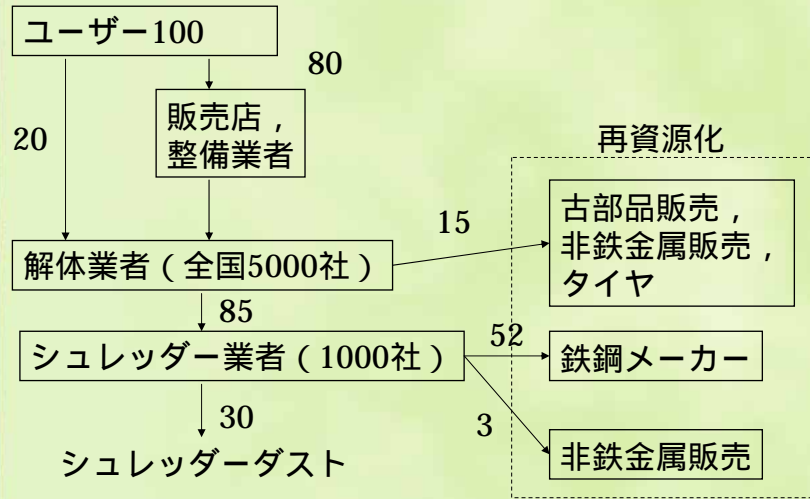 ユーザー100
80
20
販売店，
整備業者
再資源化
15
古部品販売，
非鉄金属販売，
タイヤ
解体業者（全国5000社）
85
シュレッダー業者（1000社）
52
鉄鋼メーカー
30
3
シュレッダーダスト
非鉄金属販売